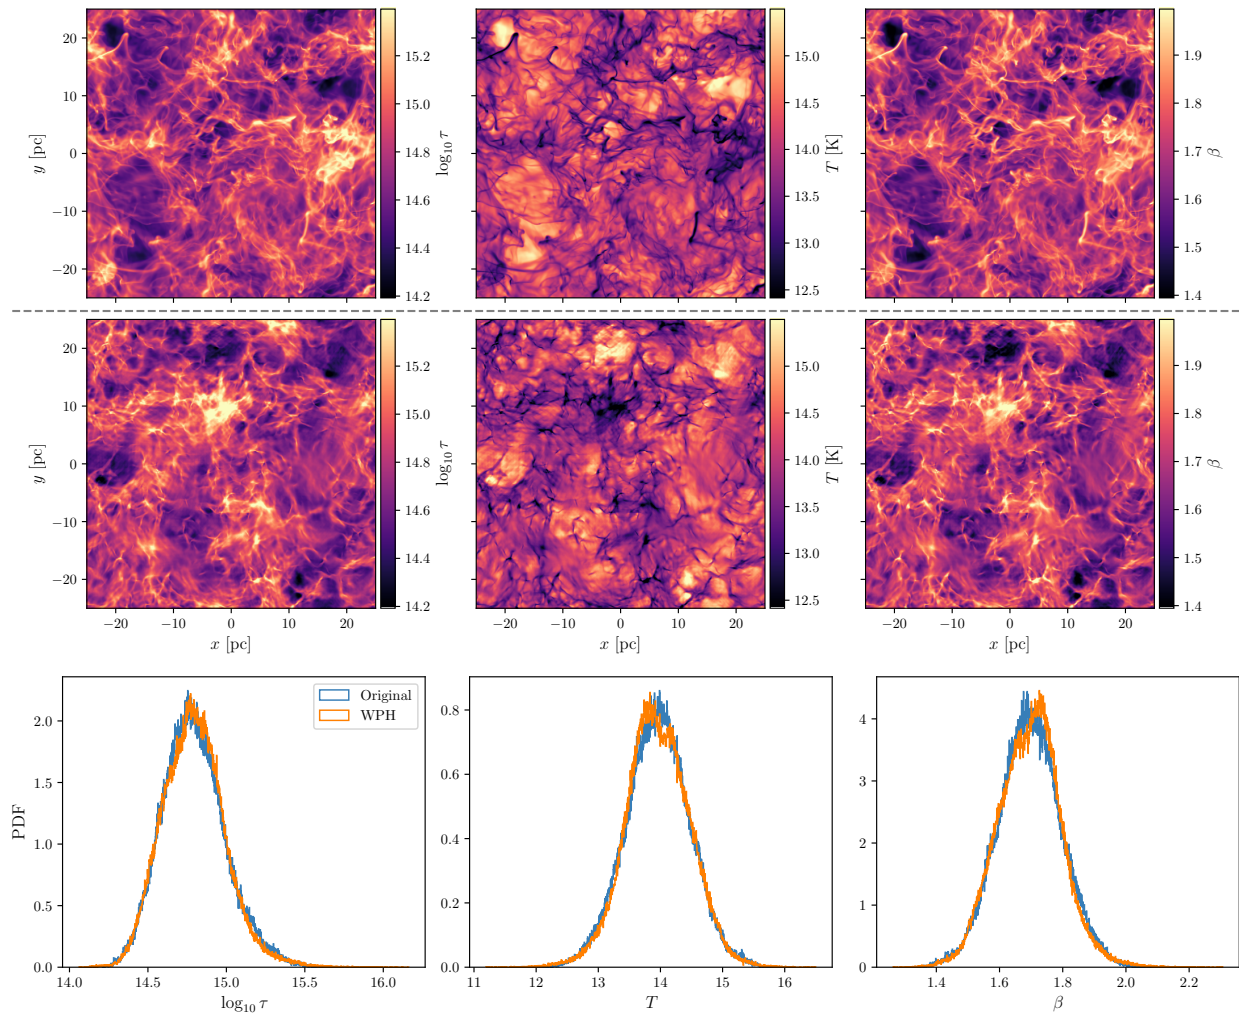 20
10
0
−10
−20
y [pc]
15.2
15.0
14.8
14.6
14.4
14.2
log₁₀ τ
15.0
14.5
14.0
13.5
13.0
12.5
T [K]
1.9
1.8
1.7
1.6
1.5
1.4
β
20
10
0
−10
−20
y [pc]
15.2
15.0
14.8
14.6
14.4
14.2
log₁₀ τ
15.0
14.5
14.0
13.5
13.0
12.5
T [K]
1.9
1.8
1.7
1.6
1.5
1.4
β
−20 −10 0 10 20
x [pc]
−20 −10 0 10 20
x [pc]
−20 −10 0 10 20
x [pc]
PDF
2.0
1.5
1.0
0.5
0.0
Original
WPH
14.0 14.5 15.0 15.5 16.0
log₁₀ τ
0.8
0.6
0.4
0.2
0.0
11 12 13 14 15 16
T
4
3
2
1
0
1.4 1.6 1.8 2.0 2.2
β